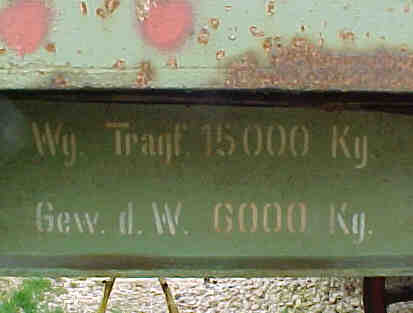 Wg. Tragf. 15000 Kg.
Gew. d. W. 6000 Kg.